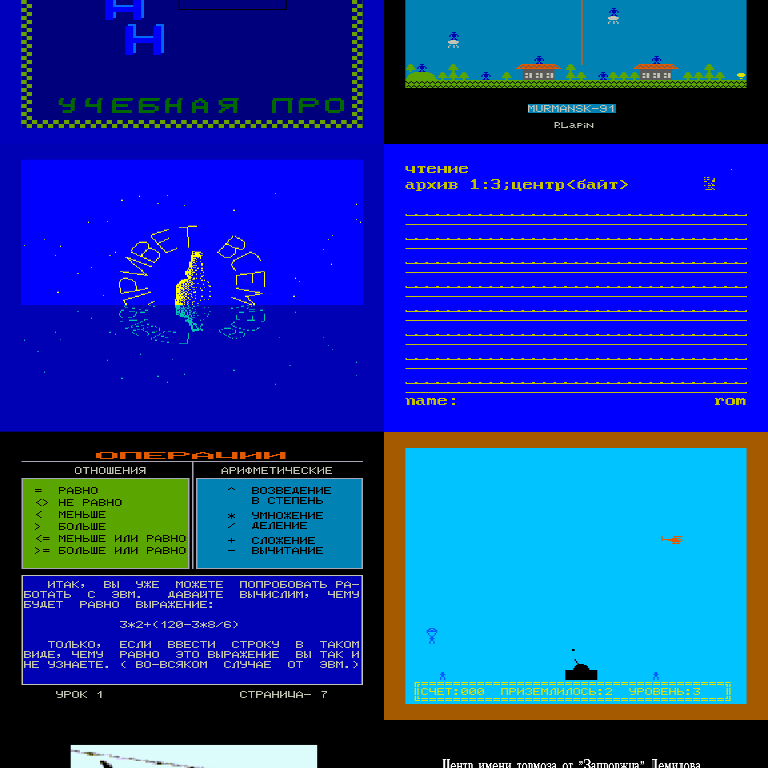 УЧЕБНАЯ ПРО
MURMANSK-91
P.LAPIN
ПРИВЕТ ВСЕМ
чтение
архив 1:3;центр<байт>
name: rom
ОПЕРАЦИИ
ОТНОШЕНИЯ
= РАВНО
<> НЕ РАВНО
< МЕНЬШЕ
> БОЛЬШЕ
<= МЕНЬШЕ ИЛИ РАВНО
>= БОЛЬШЕ ИЛИ РАВНО
АРИФМЕТИЧЕСКИЕ
^ ВОЗВЕДЕНИЕ
В СТЕПЕНЬ
* УМНОЖЕНИЕ
/ ДЕЛЕНИЕ
+ СЛОЖЕНИЕ
- ВЫЧИТАНИЕ
ИТАК, ВЫ УЖЕ МОЖЕТЕ ПОПРОБОВАТЬ РА-
БОТАТЬ С ЭВМ. ДАВАЙТЕ ВЫЧИСЛИМ, ЧЕМУ
БУДЕТ РАВНО ВЫРАЖЕНИЕ:
3*2+(120-3*8/6)
ТОЛЬКО, ЕСЛИ ВВЕСТИ СТРОКУ В ТАКОМ
ВИДЕ, ЧЕМУ РАВНО ЭТО ВЫРАЖЕНИЕ ВЫ ТАК И
НЕ УЗНАЕТЕ. ( ВО-ВСЯКОМ СЛУЧАЕ ОТ ЭВМ.)
УРОК 1 СТРАНИЦА- 7
СЧЕТ:000 ПРИЗЕМЛИЛОСЬ:2 УРОВЕНЬ:3
Центр имени тормоза от "Запрожца" Демидова